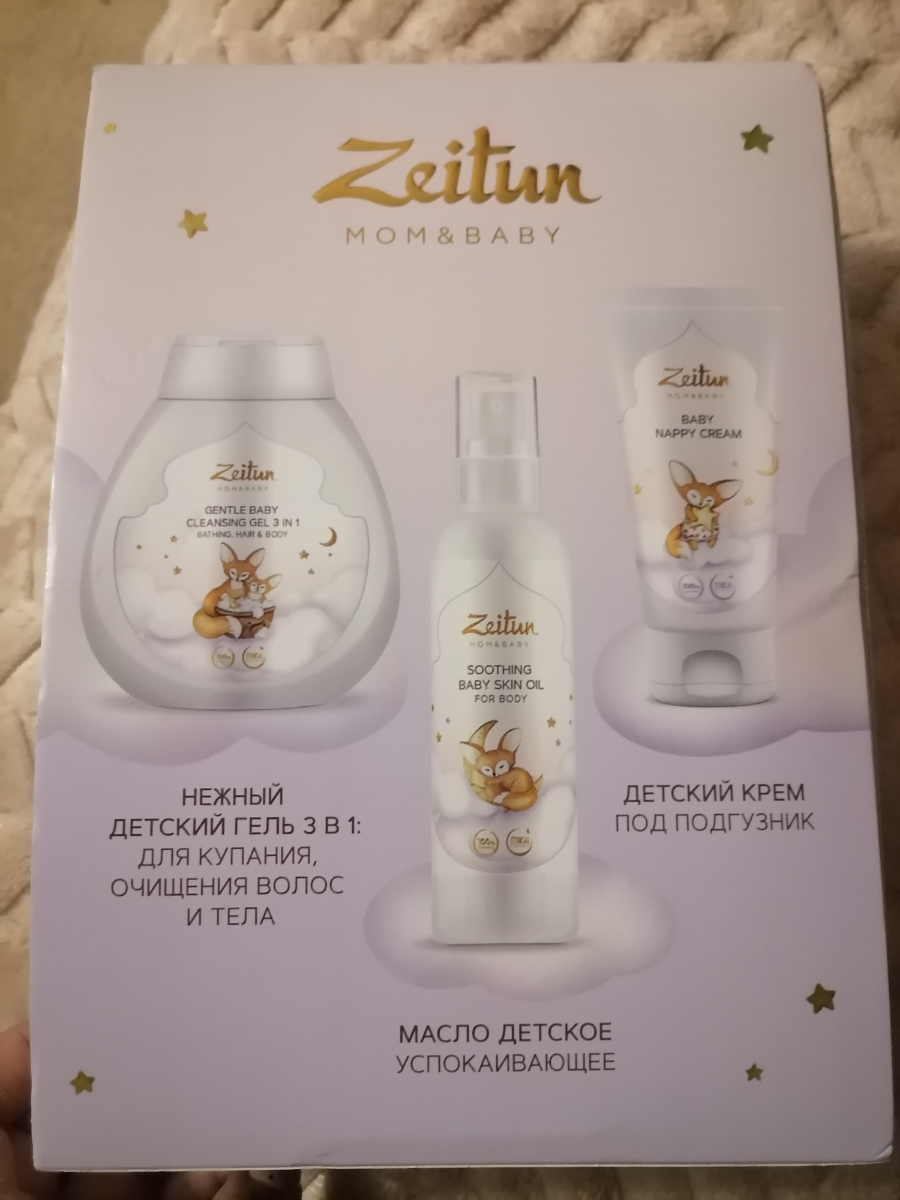 Zeitun
MOM&BABY
Zeitun
MOM&BABY
GENTLE BABY
CLEANSING GEL 3 IN 1
BATHING, HAIR & BODY
Zeitun
MOM&BABY
SOOTHING
BABY SKIN OIL
FOR BODY
100%
Zeitun
MOM&BABY
BABY
NAPPY CREAM
100%
НЕЖНЫЙ
ДЕТСКИЙ ГЕЛЬ 3 В 1:
ДЛЯ КУПАНИЯ,
ОЧИЩЕНИЯ ВОЛОС
И ТЕЛА
ДЕТСКИЙ КРЕМ
ПОД ПОДГУЗНИК
МАСЛО ДЕТСКОЕ
УСПОКАИВАЮЩЕЕ